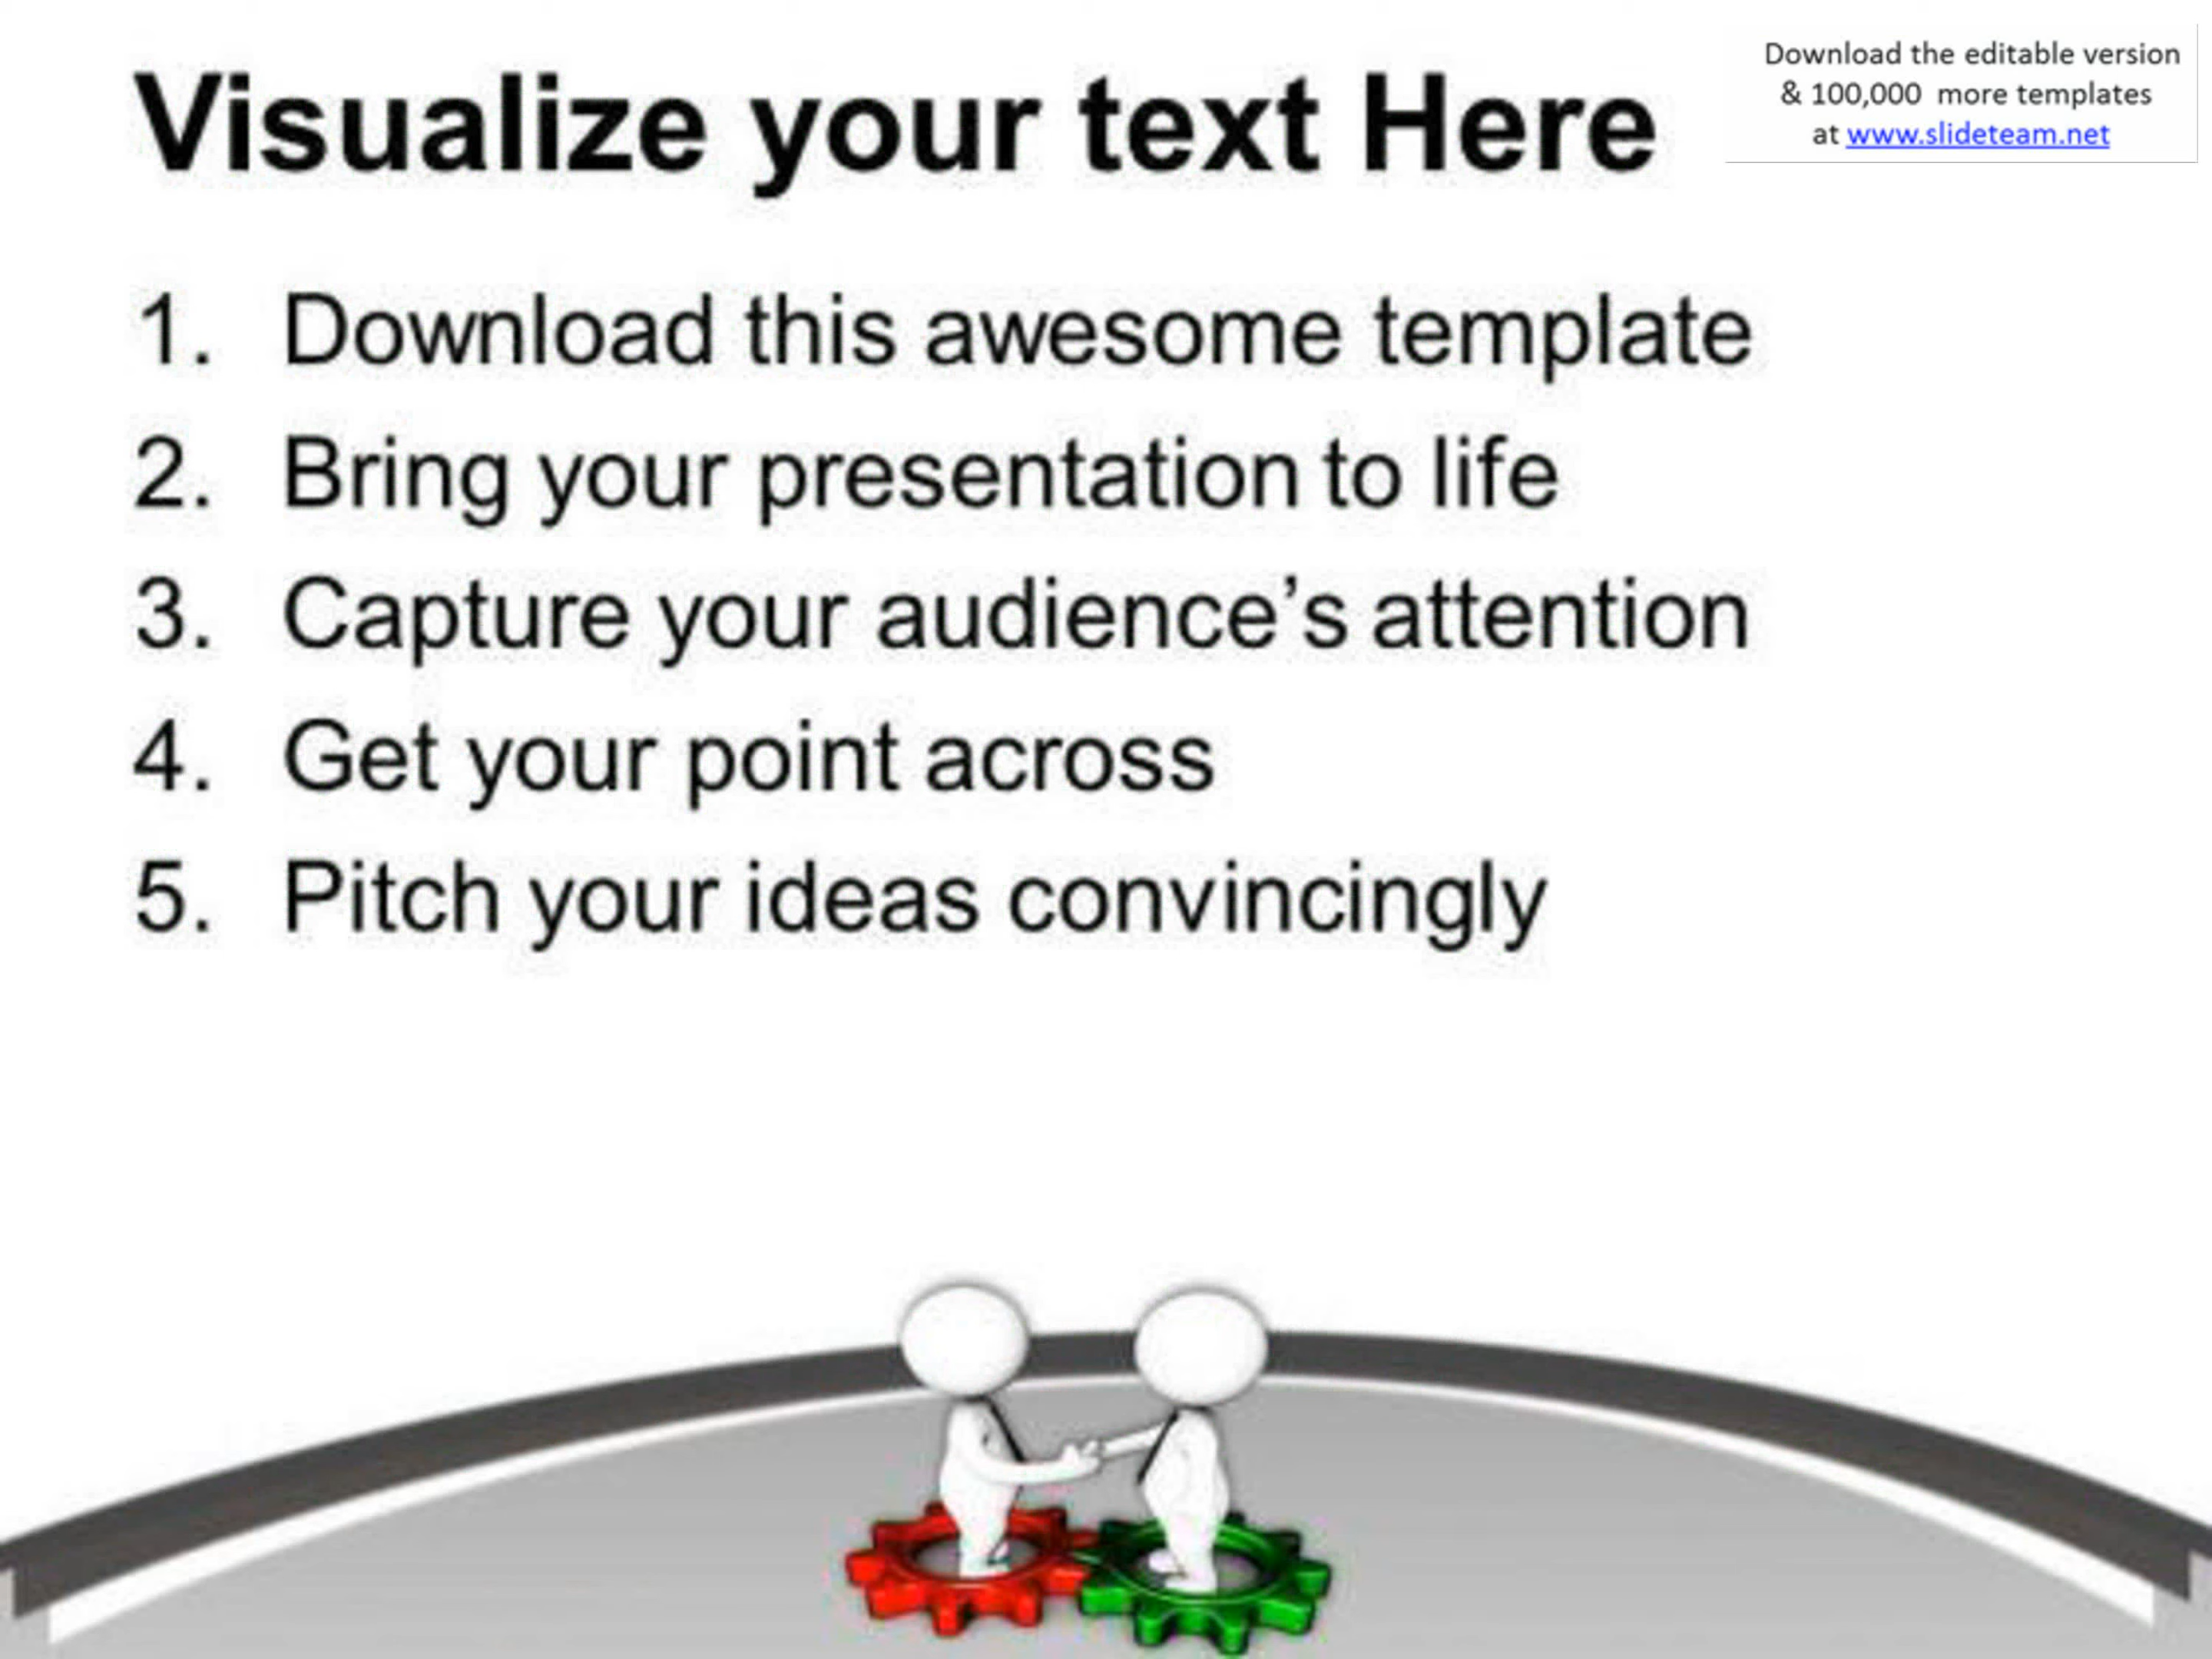 Visualize your text Here
Download the editable version
& 100,000 more templates
at www.slideteam.net
1. Download this awesome template
2. Bring your presentation to life
3. Capture your audience’s attention
4. Get your point across
5. Pitch your ideas convincingly